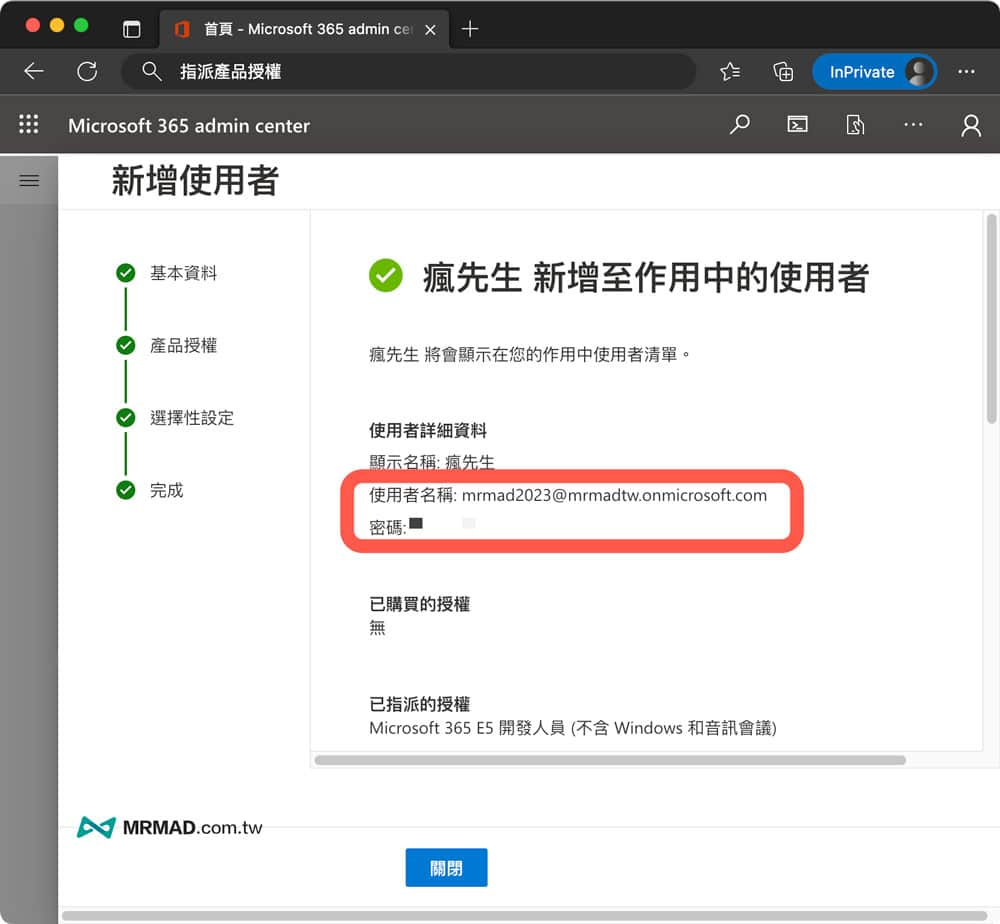 首頁 - Microsoft 365 admin cen
指派產品授權
InPrivate
Microsoft 365 admin center
新增使用者
基本資料
產品授權
選擇性設定
完成
瘋先生 新增至作用中的使用者
瘋先生 將會顯示在您的作用中使用者清單。
使用者詳細資料
顯示名稱: 瘋先生
使用者名稱: mrmad2023@mrmadtw.onmicrosoft.com
密碼:
已購買的授權
無
已指派的授權
Microsoft 365 E5 開發人員 (不含 Windows 和音訊會議)
MRMAD.com.tw
關閉